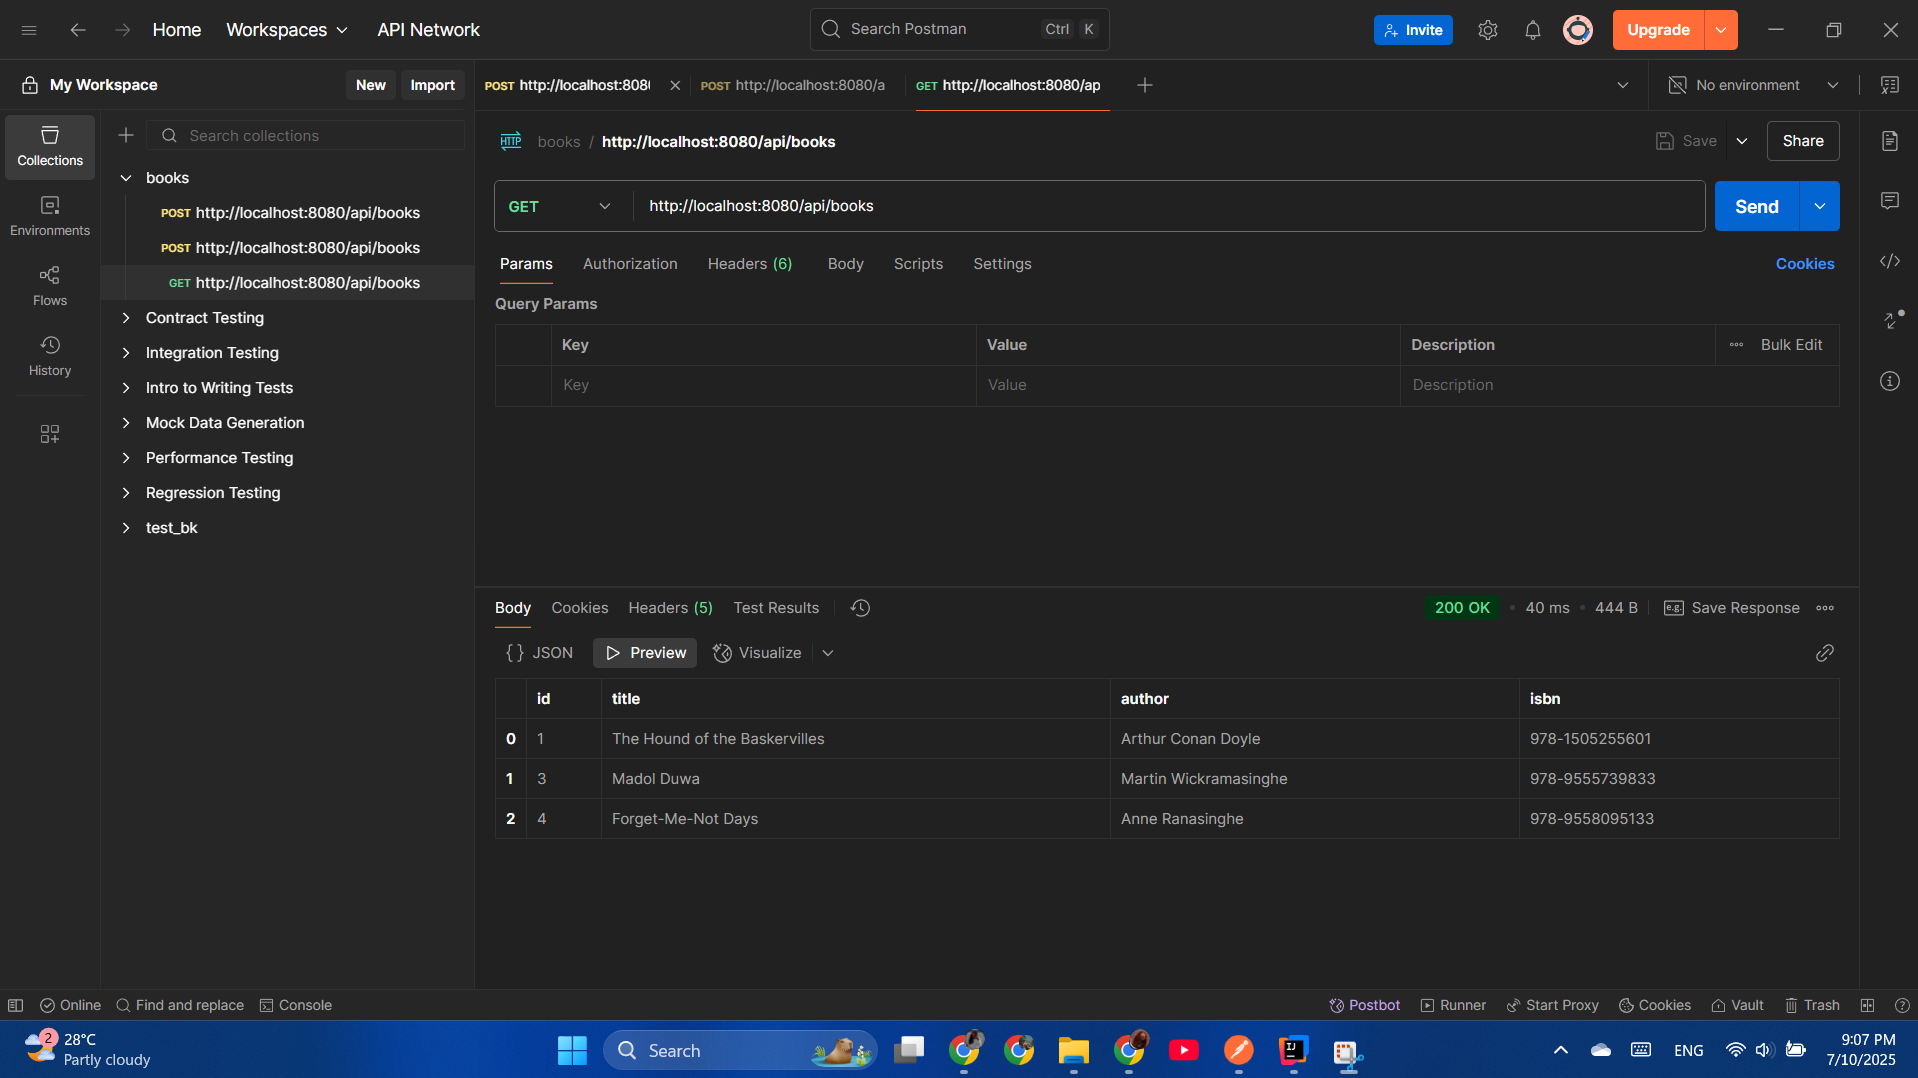 Home Workspaces API Network Search Postman Ctrl K Invite Upgrade
My Workspace New Import POST http://localhost:808 POST http://localhost:8080/a GET http://localhost:8080/ap No environment
Search collections
HTTP books / http://localhost:8080/api/books Save Share
Collections
Environments
Flows
History
books
POST http://localhost:8080/api/books
POST http://localhost:8080/api/books
GET http://localhost:8080/api/books
Contract Testing
Integration Testing
Intro to Writing Tests
Mock Data Generation
Performance Testing
Regression Testing
test_bk
GET http://localhost:8080/api/books Send
Params Authorization Headers (6) Body Scripts Settings Cookies
Query Params
Key Value Description Bulk Edit
Key Value Description
Body Cookies Headers (5) Test Results 200 OK • 40 ms • 444 B e.g. Save Response
{} JSON Preview Visualize
id title author isbn
0 1 The Hound of the Baskervilles Arthur Conan Doyle 978-1505255601
1 3 Madol Duwa Martin Wickramasinghe 978-9555739833
2 4 Forget-Me-Not Days Anne Ranasinghe 978-9558095133
Online Find and replace Console Postbot Runner Start Proxy Cookies Vault Trash
2 28°C
Partly cloudy
Search
IJ
ENG
9:07 PM
7/10/2025